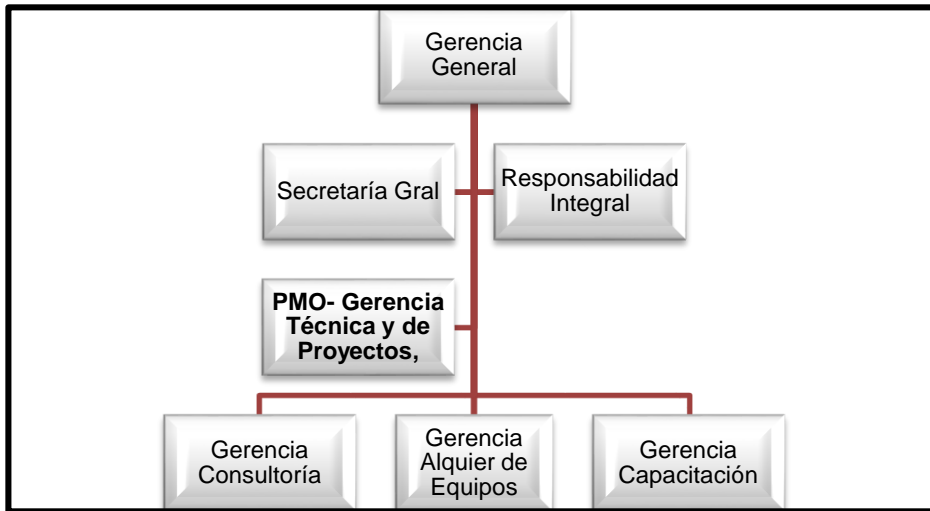 Gerencia
General
Secretaría Gral
Responsabilidad
Integral
PMO- Gerencia
Técnica y de
Proyectos,
Gerencia
Consultoría
Gerencia
Alquier de
Equipos
Gerencia
Capacitación